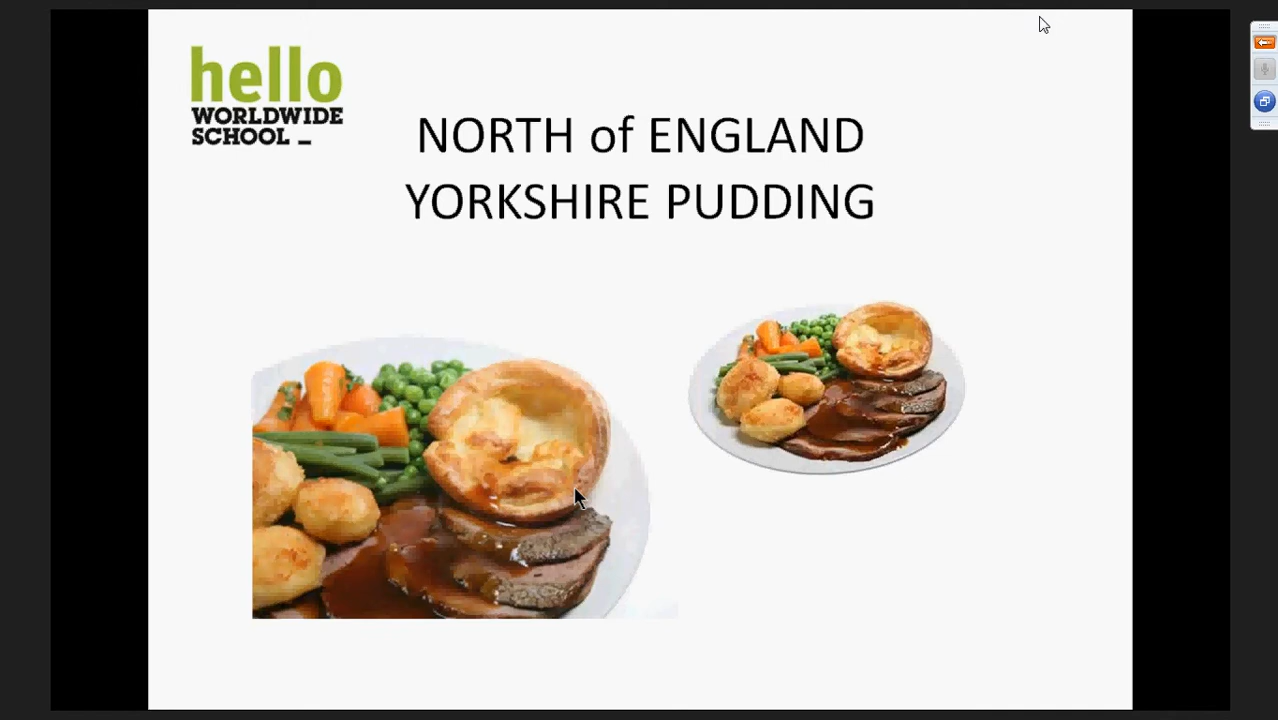 hello
WORLDWIDE
SCHOOL _
NORTH of ENGLAND
YORKSHIRE PUDDING